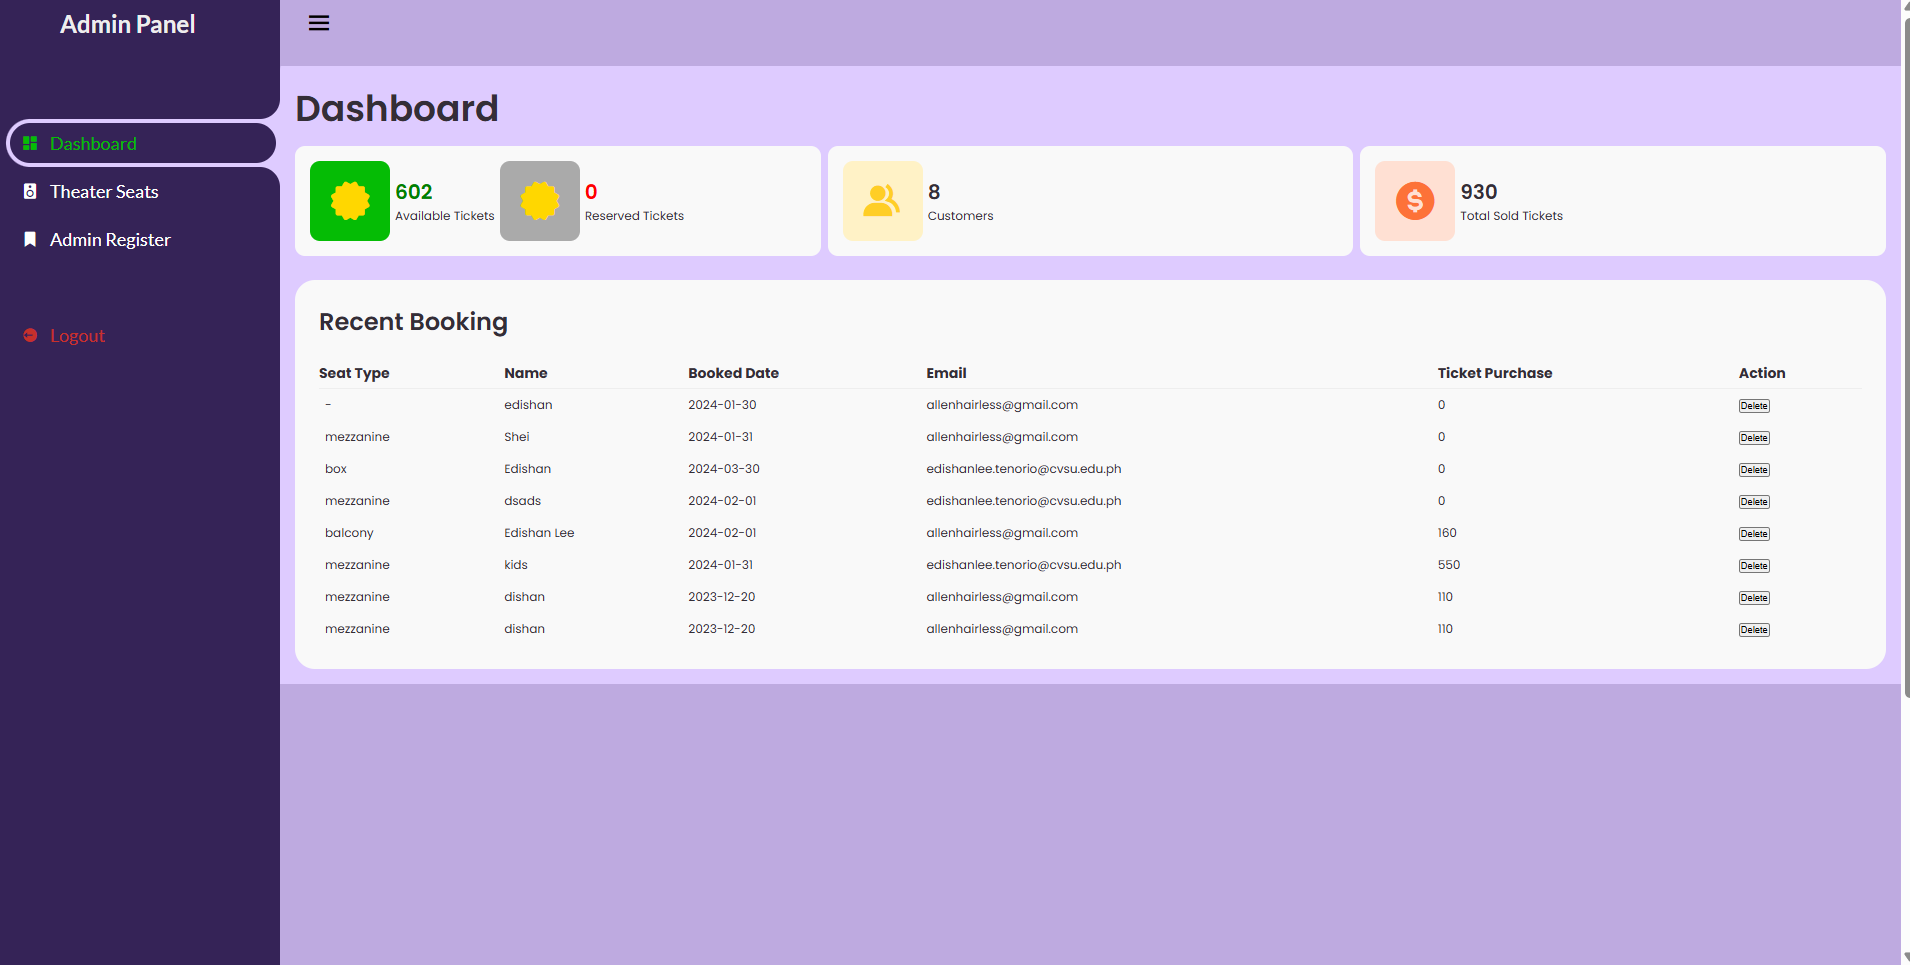 Admin Panel
Dashboard
Theater Seats
Admin Register
Logout
Dashboard
602
Available Tickets
0
Reserved Tickets
8
Customers
930
Total Sold Tickets
Recent Booking
Seat Type Name Booked Date Email Ticket Purchase Action
- edishan 2024-01-30 allenhairless@gmail.com 0 Delete
mezzanine Shei 2024-01-31 allenhairless@gmail.com 0 Delete
box Edishan 2024-03-30 edishanlee.tenorio@cvsu.edu.ph 0 Delete
mezzanine dsads 2024-02-01 edishanlee.tenorio@cvsu.edu.ph 0 Delete
balcony Edishan Lee 2024-02-01 allenhairless@gmail.com 160 Delete
mezzanine kids 2024-01-31 edishanlee.tenorio@cvsu.edu.ph 550 Delete
mezzanine dishan 2023-12-20 allenhairless@gmail.com 110 Delete
mezzanine dishan 2023-12-20 allenhairless@gmail.com 110 Delete